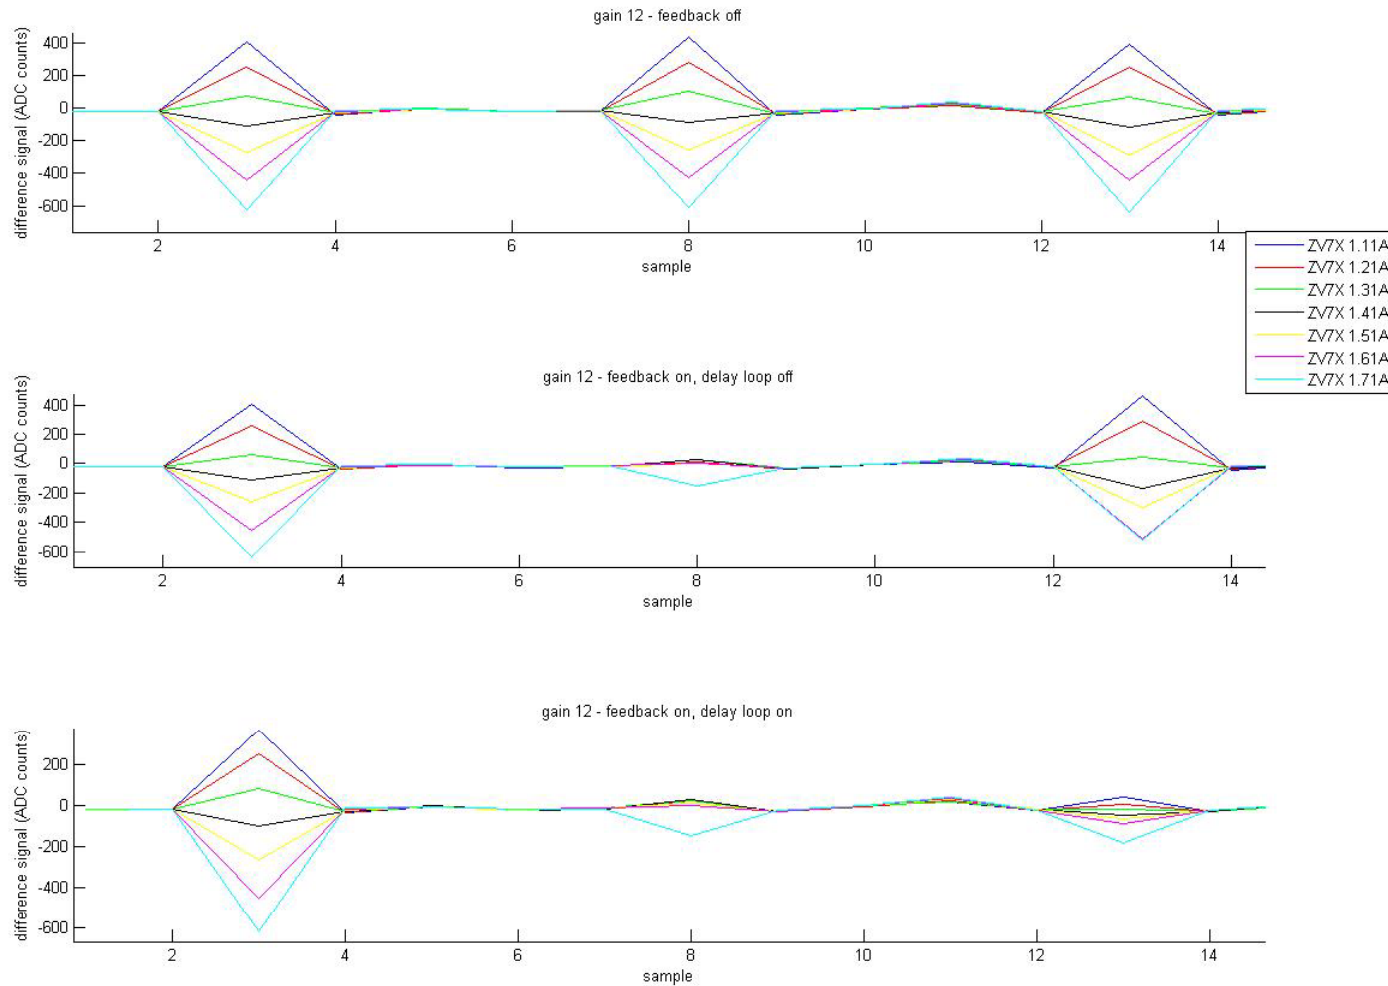 gain 12 - feedback off
difference signal (ADC counts)
400
200
0
-200
-400
-600
2
4
6
8
10
12
14
sample
ZV7X 1.11A
ZV7X 1.21A
ZV7X 1.31A
ZV7X 1.41A
ZV7X 1.51A
ZV7X 1.61A
ZV7X 1.71A
gain 12 - feedback on, delay loop off
difference signal (ADC counts)
400
200
0
-200
-400
-600
2
4
6
8
10
12
14
sample
gain 12 - feedback on, delay loop on
difference signal (ADC counts)
200
0
-200
-400
-600
2
4
6
8
10
12
14
sample